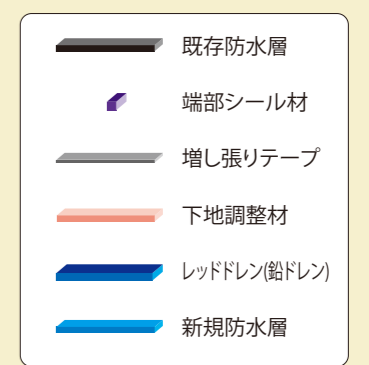 既存防水層
端部シール材
増し張りテープ
下地調整材
レッドドレン(鉛ドレン)
新規防水層